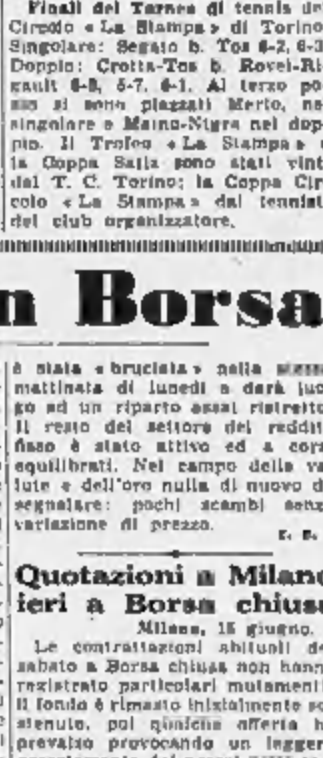 Finali del Torneo di tennis de
Circolo « La Stampa » di Torino
Singolare: Segato b. Tos 6-2, 6-3
Doppio: Crotta-Tos b. Rovei-Ri
gault 6-8, 5-7, 6-1. Al terzo po
sto si sono piazzati Merlo, ne
singolare e Maino-Nigra nel dop
pio. Il Trofeo « La Stampa »
la Coppa Saila sono stati vint
dal T. C. Torino; la Coppa Cir
colo « La Stampa » dai tennist
del club organizzatore.
n Borsa
è stata « bruciata » nella stessa
mattinata di lunedì e darà luo
go ad un riparto assai ristretto
Il resto del settore del reddit
fisso è stato attivo ed a cors
equilibrati. Nel campo delle va
lute e dell'oro nulla di nuovo d
segnalare: pochi scambi senz
variazione di prezzo.
Quotazioni a Milano
ieri a Borsa chiusa
Milano, 15 giugno.
Le contrattazioni abituali de
sabato a Borsa chiusa non hann
registrato particolari mutamenti
Il fondo è rimasto inizialmente so
stenuto, poi qualche offerta h
prevalso provocando un legger